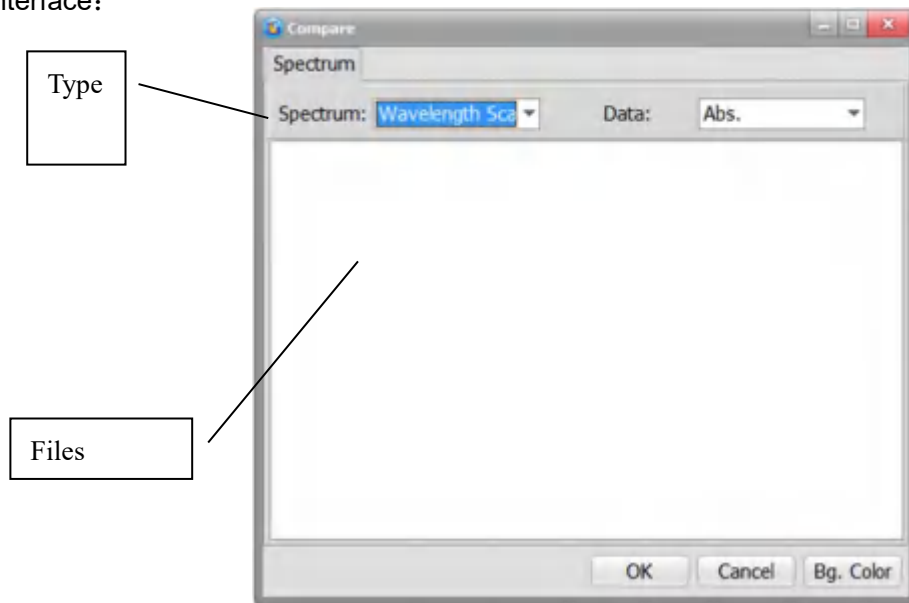 nterface：
Compare
Spectrum
Type
Spectrum: Wavelength Sca Data: Abs.
Files
OK Cancel Bg. Color